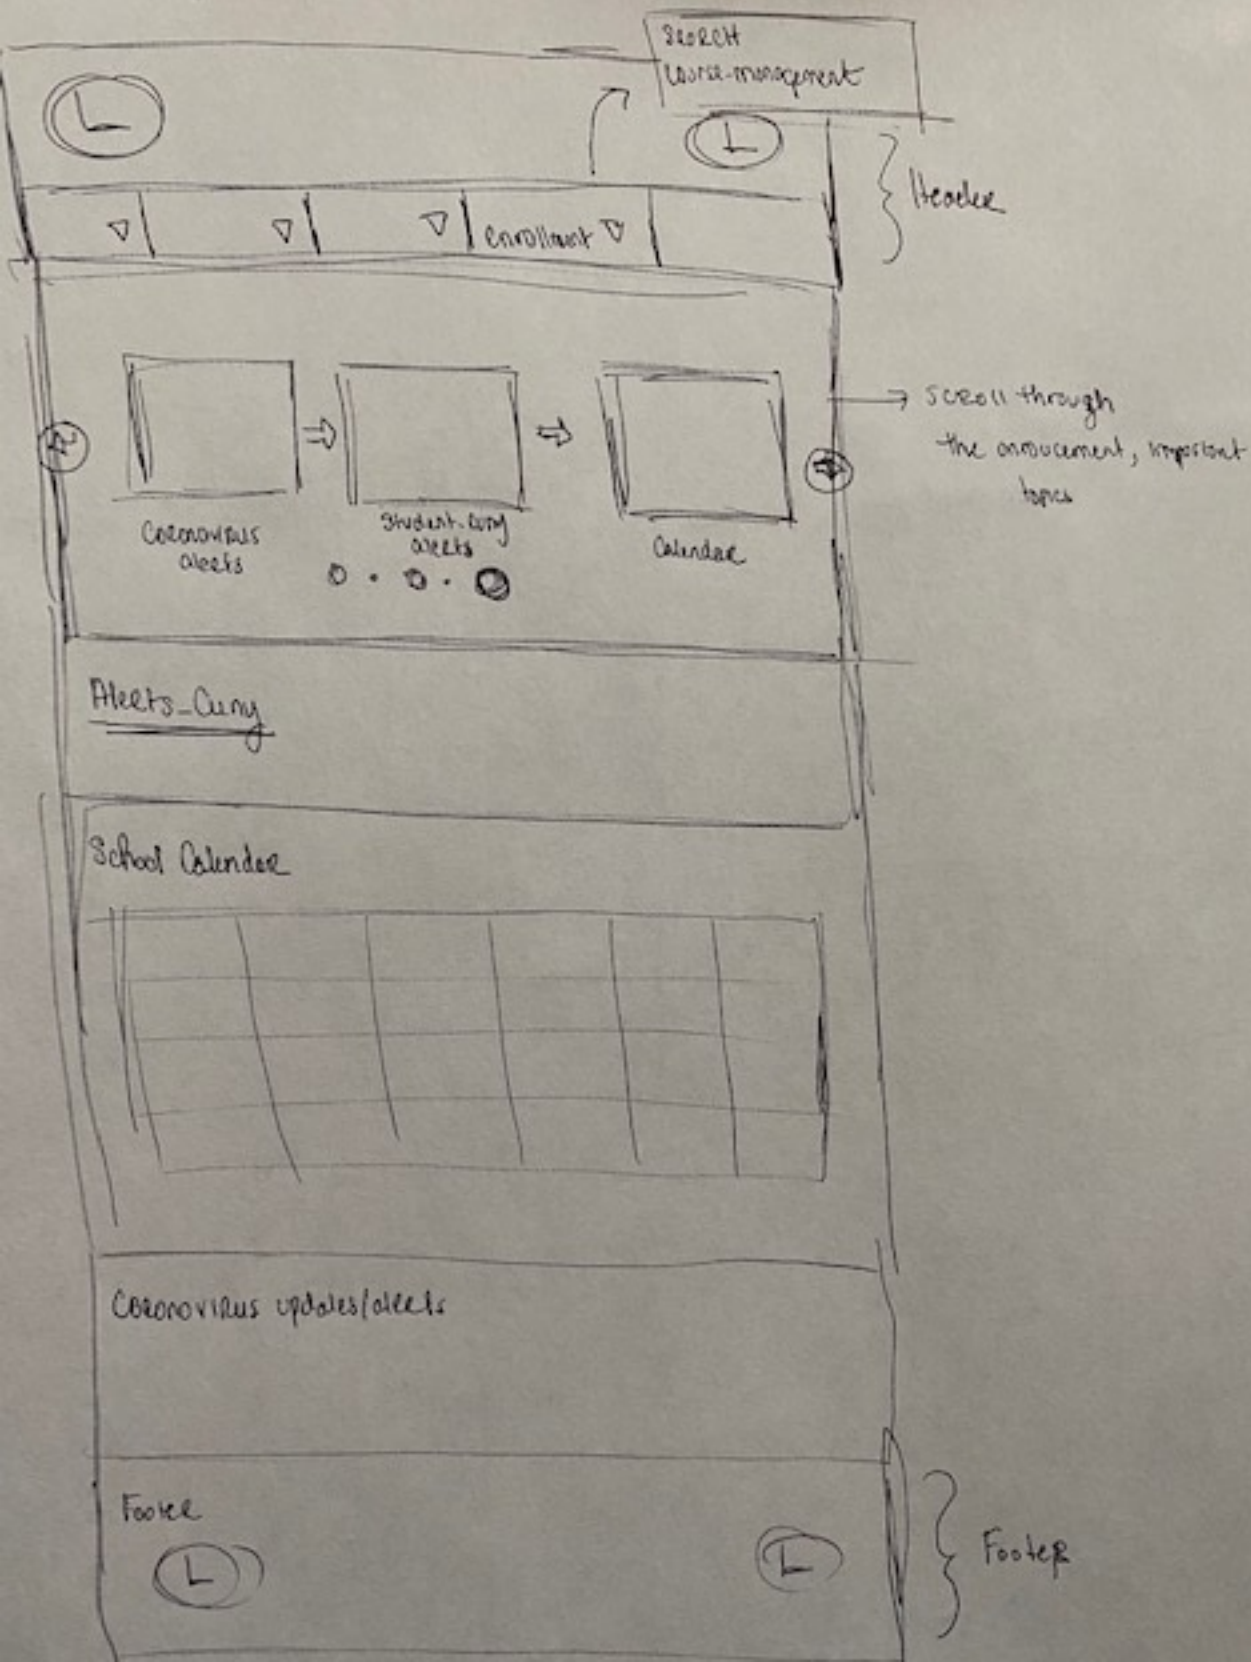 SEARCH
course-management
L
L
Header
enrollment
scroll through
the annoucement, important
topics
Coronavirus
alerts
Student-Cuny
alerts
Calendar
Alerts_Cuny
School Calendar
Coronavirus updates/alerts
Footer
L
L
Footer